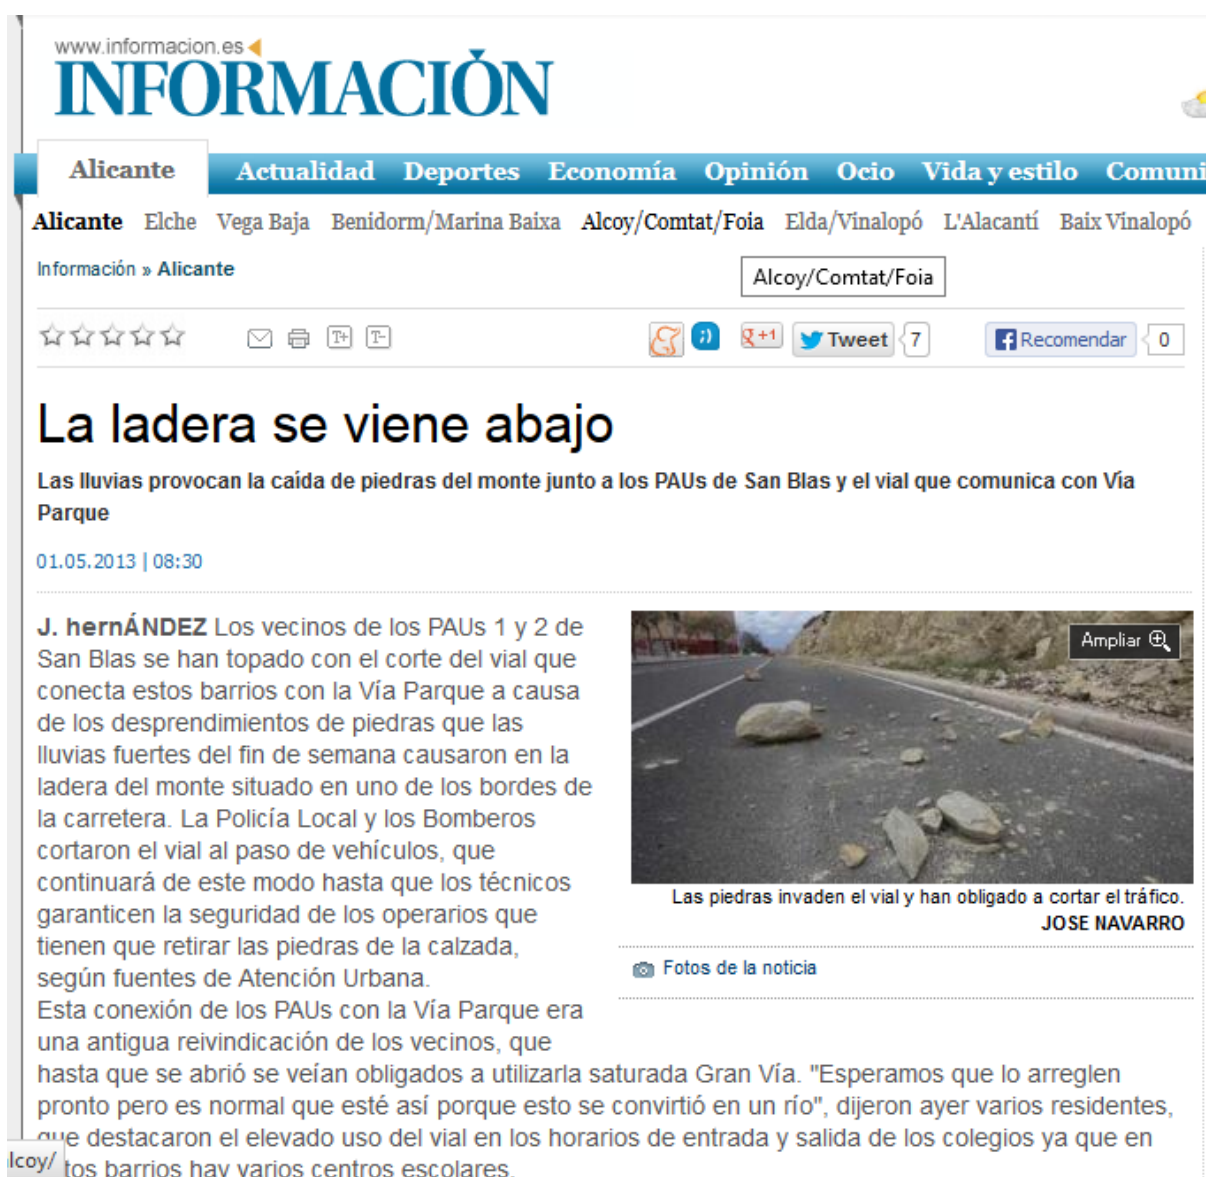 www.informacion.es
INFORMACIÓN
Alicante Actualidad Deportes Economía Opinión Ocio Vida y estilo Comuni
Alicante Elche Vega Baja Benidorm/Marina Baixa Alcoy/Comtat/Foia Elda/Vinalopó L'Alacantí Baix Vinalopó
Información » Alicante
Alcoy/Comtat/Foia
T+ T- ;) g +1 Tweet 7 Recomendar 0
La ladera se viene abajo
Las lluvias provocan la caída de piedras del monte junto a los PAUs de San Blas y el vial que comunica con Vía
Parque
01.05.2013 | 08:30
J. hernÁNDEZ Los vecinos de los PAUs 1 y 2 de
San Blas se han topado con el corte del vial que
conecta estos barrios con la Vía Parque a causa
de los desprendimientos de piedras que las
lluvias fuertes del fin de semana causaron en la
ladera del monte situado en uno de los bordes de
la carretera. La Policía Local y los Bomberos
cortaron el vial al paso de vehículos, que
continuará de este modo hasta que los técnicos
garanticen la seguridad de los operarios que
tienen que retirar las piedras de la calzada,
según fuentes de Atención Urbana.
Esta conexión de los PAUs con la Vía Parque era
una antigua reivindicación de los vecinos, que
hasta que se abrió se veían obligados a utilizarla saturada Gran Vía. "Esperamos que lo arreglen
pronto pero es normal que esté así porque esto se convirtió en un río", dijeron ayer varios residentes,
que destacaron el elevado uso del vial en los horarios de entrada y salida de los colegios ya que en
tos barrios hay varios centros escolares.
Ampliar
Las piedras invaden el vial y han obligado a cortar el tráfico.
JOSE NAVARRO
Fotos de la noticia
lcoy/